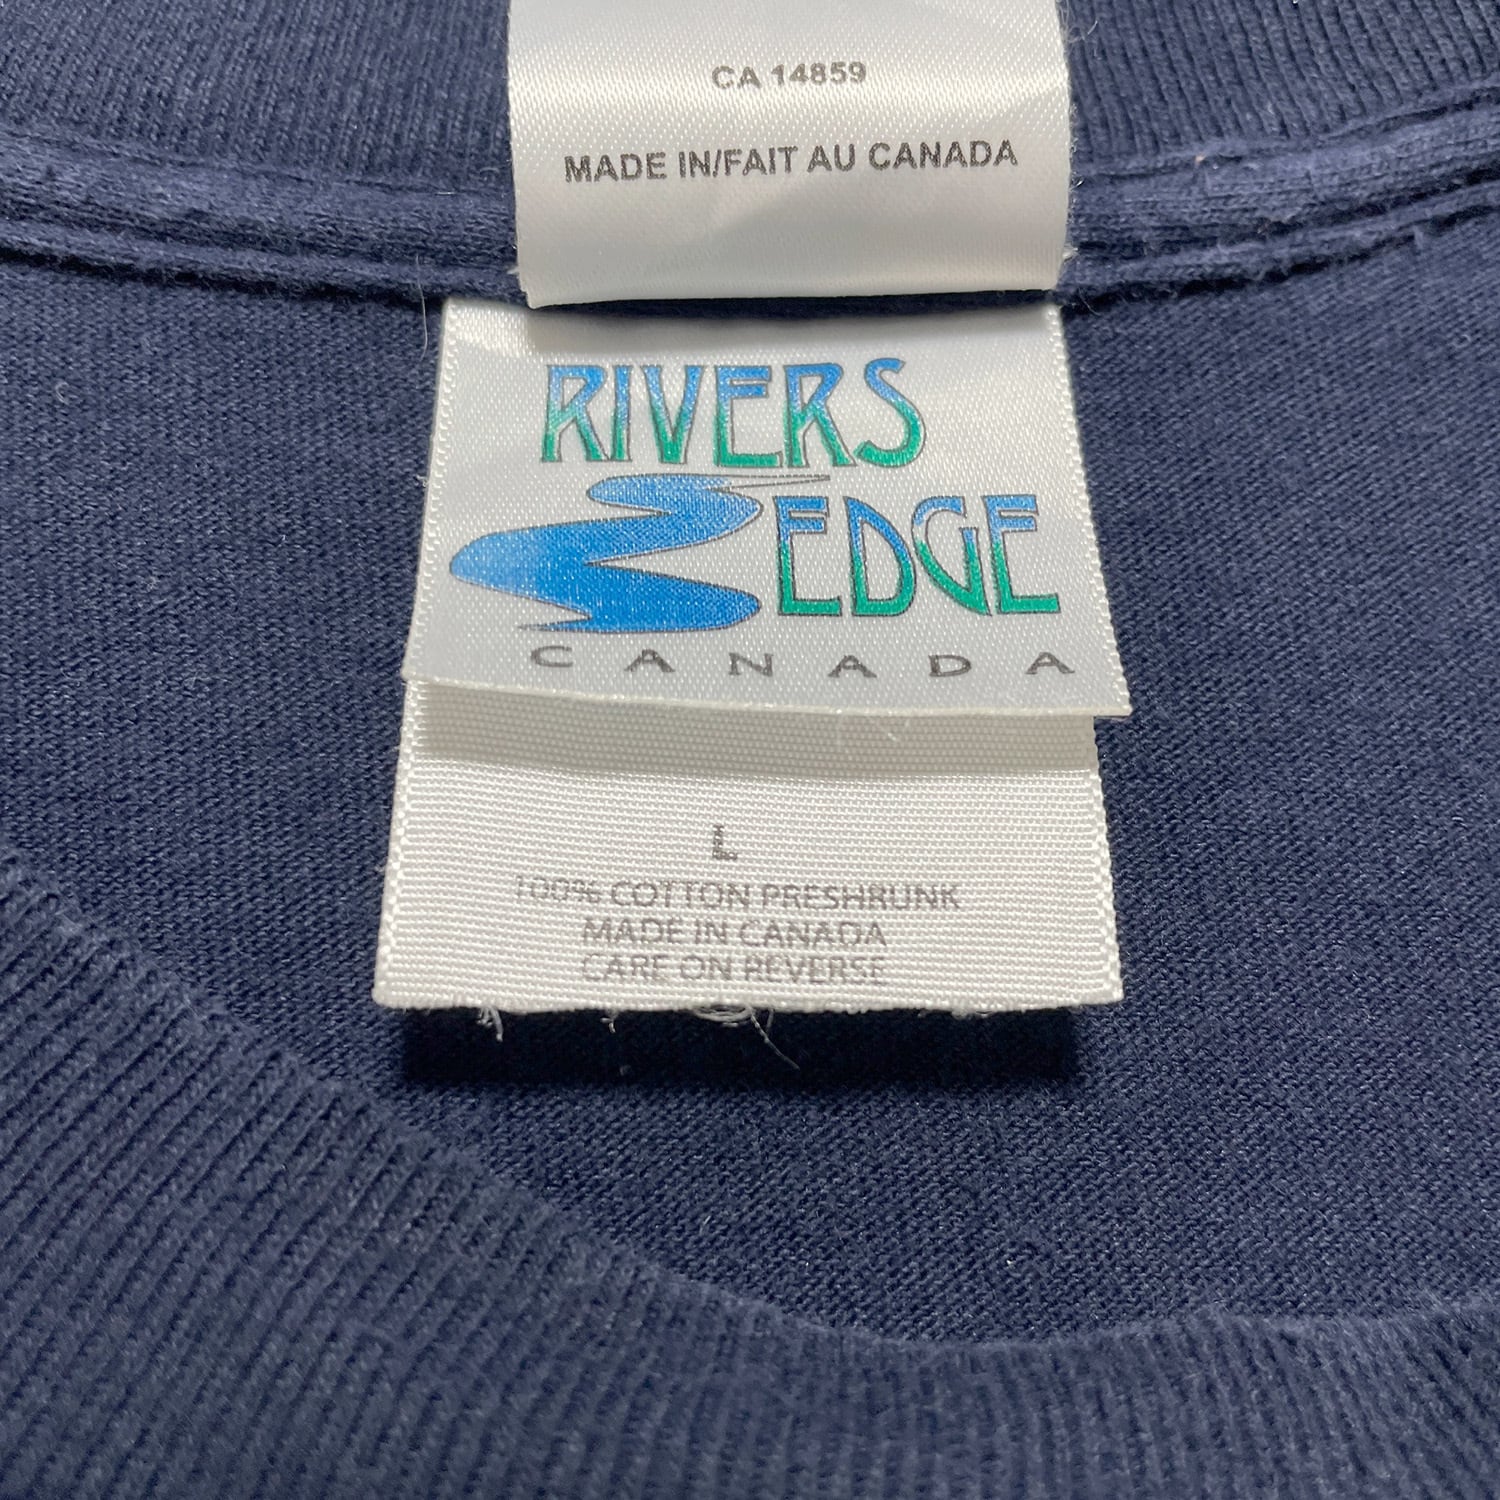 CA 14859
MADE IN/FAIT AU CANADA
RIVERS
EDGE
CANADA
L
100% COTTON PRESHRUNK
MADE IN CANADA
CARE ON REVERSE